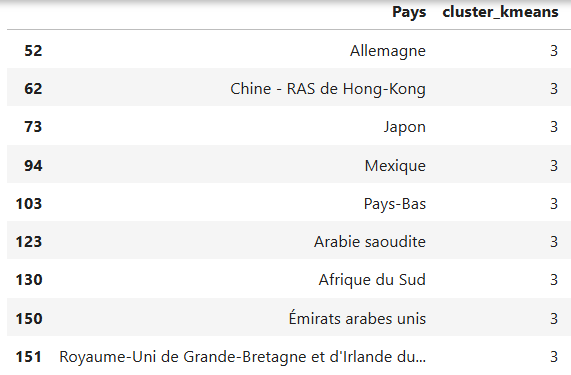 Pays cluster_kmeans
52 Allemagne 3
62 Chine - RAS de Hong-Kong 3
73 Japon 3
94 Mexique 3
103 Pays-Bas 3
123 Arabie saoudite 3
130 Afrique du Sud 3
150 Émirats arabes unis 3
151 Royaume-Uni de Grande-Bretagne et d'Irlande du... 3